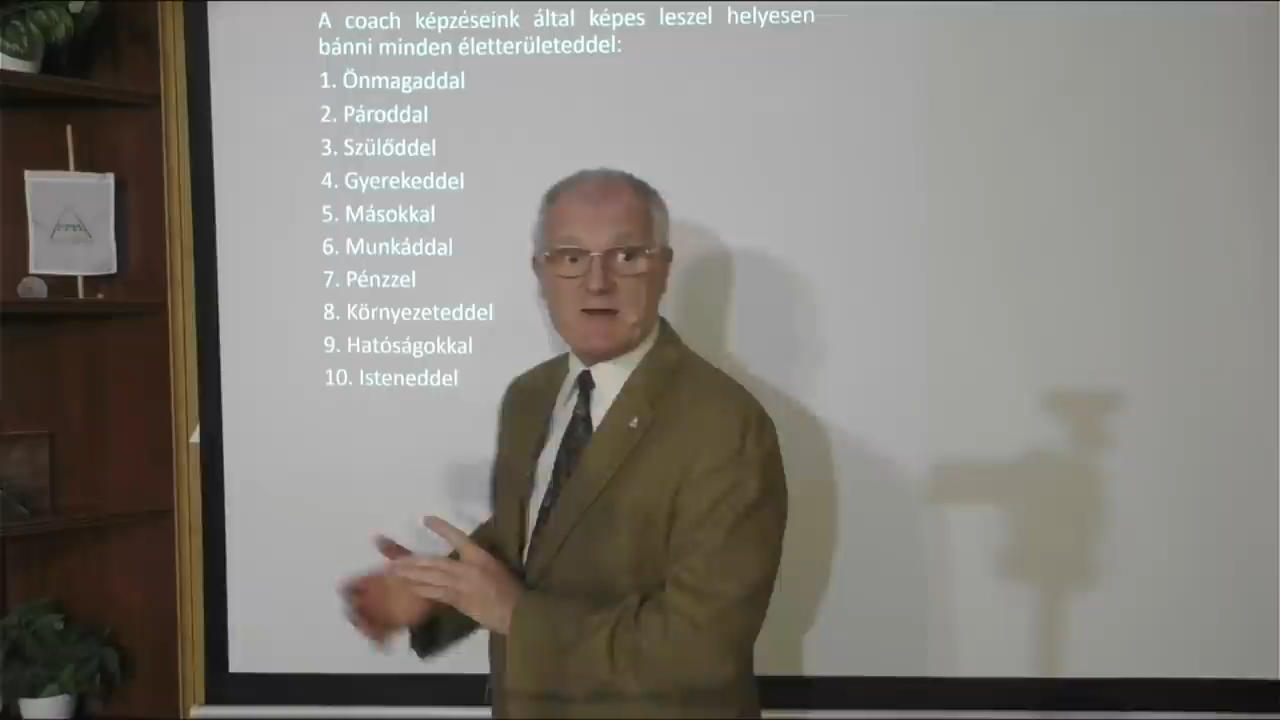 A coach képzéseink által képes leszel helyesen
bánni minden életterületeddel:
1. Önmagaddal
2. Pároddal
3. Szülőddel
4. Gyerekeddel
5. Másokkal
6. Munkáddal
7. Pénzzel
8. Környezeteddel
9. Hatóságokkal
10. Isteneddel